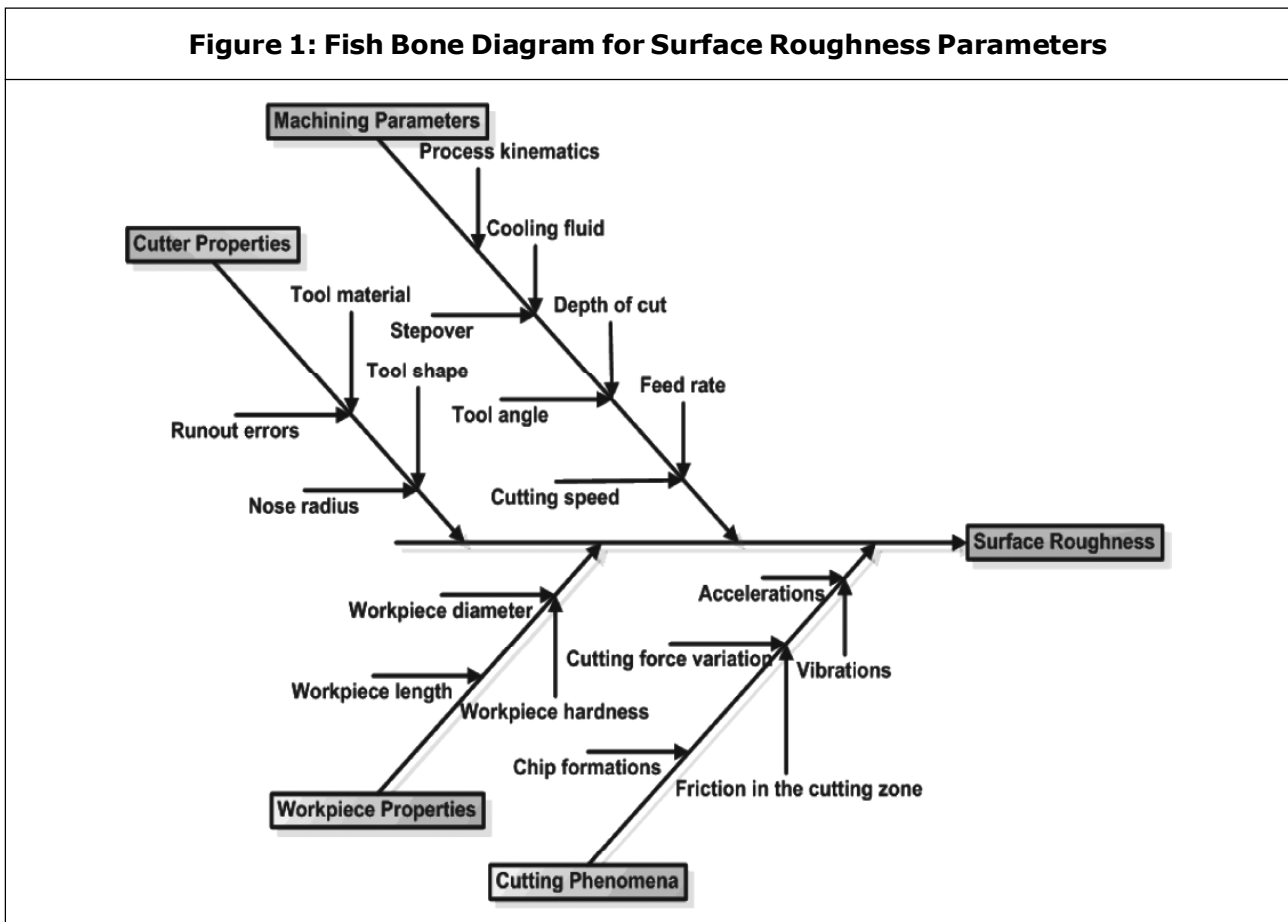 Figure 1: Fish Bone Diagram for Surface Roughness Parameters
Machining Parameters
Process kinematics
Cutter Properties
Cooling fluid
Tool material
Depth of cut
Stepover
Tool shape
Feed rate
Tool angle
Runout errors
Cutting speed
Nose radius
Surface Roughness
Accelerations
Workpiece diameter
Cutting force variation
Vibrations
Workpiece length
Workpiece hardness
Chip formations
Friction in the cutting zone
Workpiece Properties
Cutting Phenomena